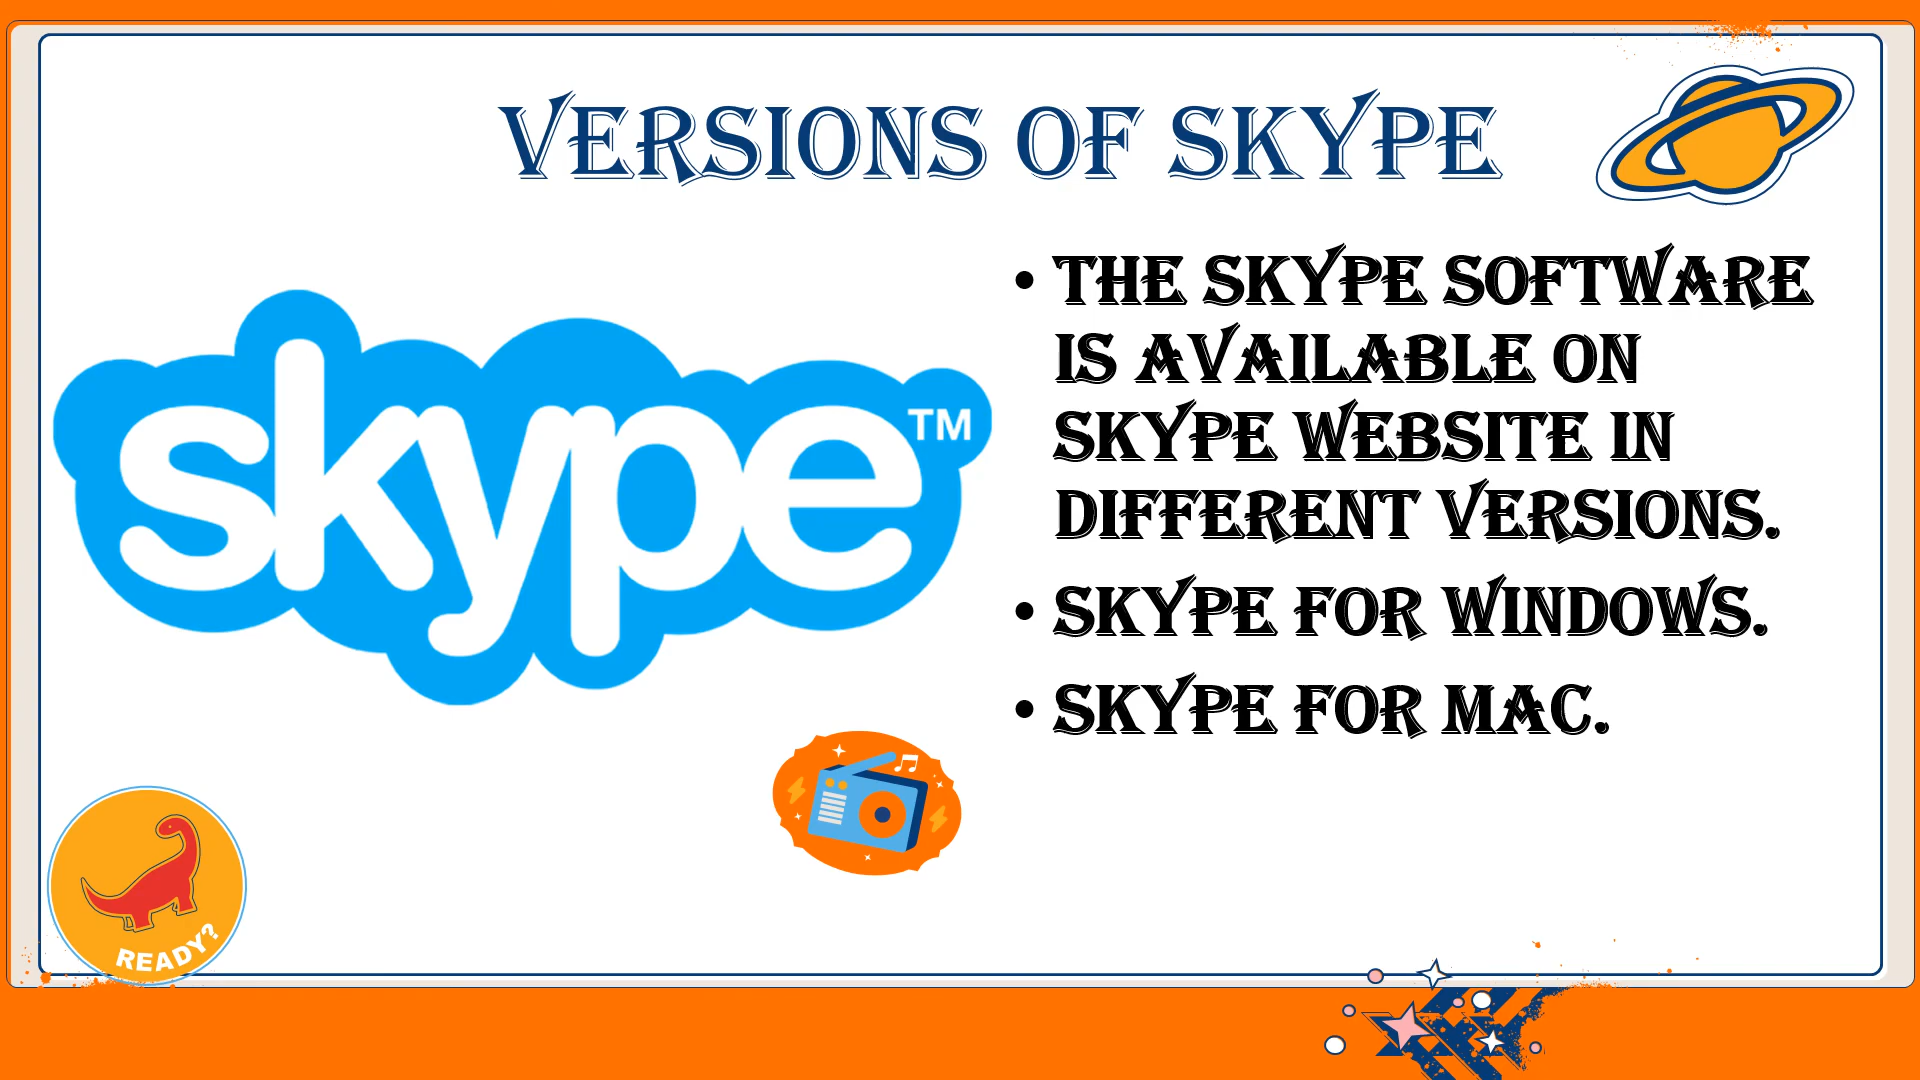 VERSIONS OF SKYPE
skype™
• THE SKYPE SOFTWARE
IS AVAILABLE ON
SKYPE WEBSITE IN
DIFFERENT VERSIONS.
• SKYPE FOR WINDOWS.
• SKYPE FOR MAC.
READY?